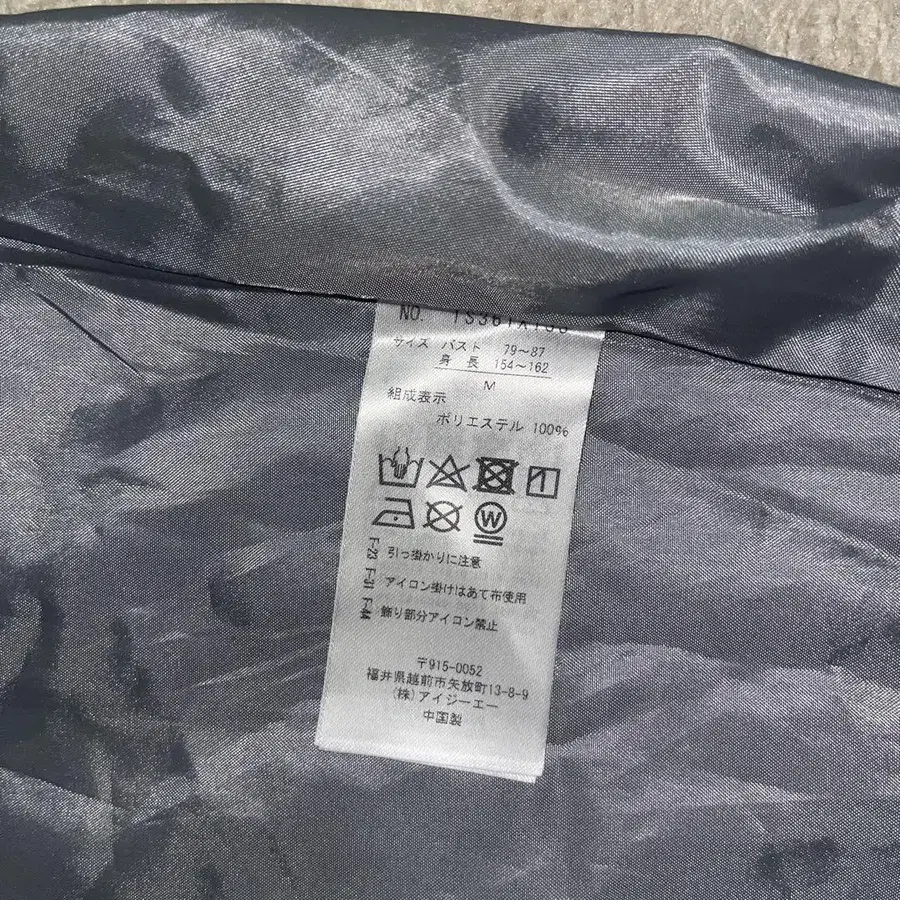 NO.
サイズ バスト 79〜87
身 長 154〜162
M
組成表示
ポリエステル 100%
W
F-23 引っ掛かりに注意
F-31 アイロン掛けはあて布使用
F-44 飾り部分アイロン禁止
〒915-0052
福井県越前市矢放町13-8-9
(株)アイジーエー
中国製